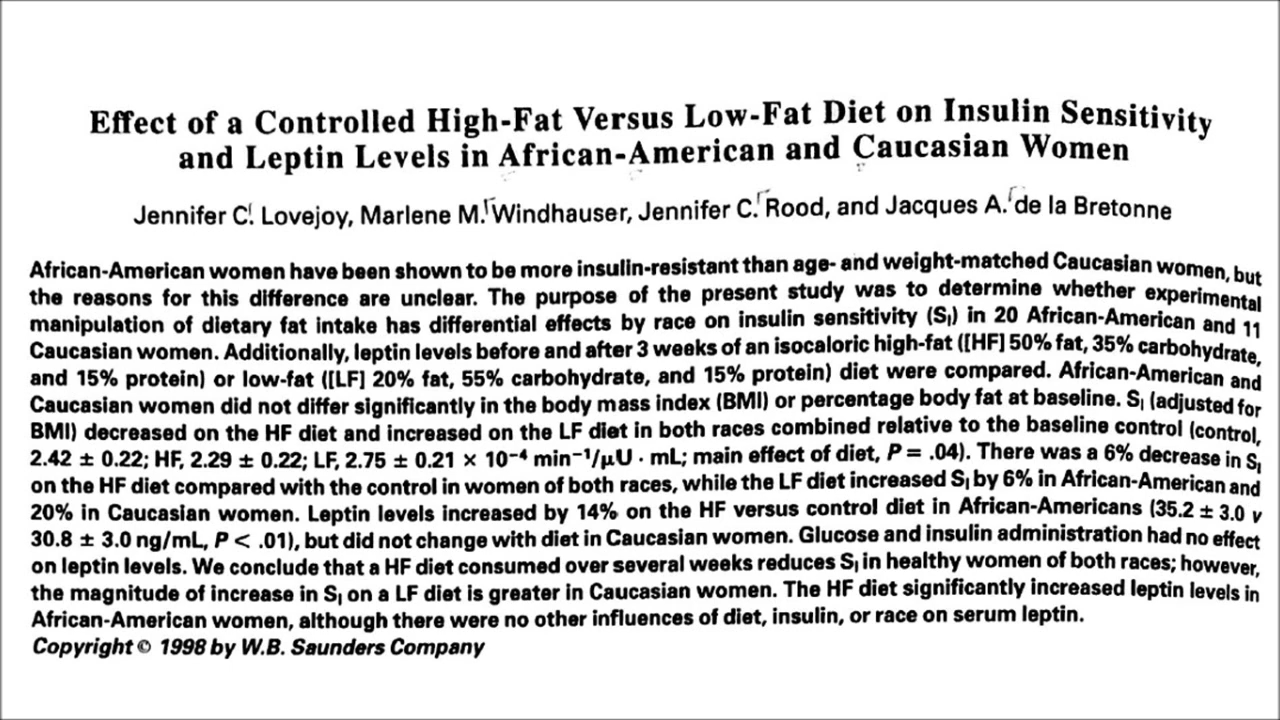 Effect of a Controlled High-Fat Versus Low-Fat Diet on Insulin Sensitivity
and Leptin Levels in African-American and Caucasian Women
Jennifer C. Lovejoy, Marlene M. Windhauser, Jennifer C. Rood, and Jacques A. de la Bretonne
African-American women have been shown to be more insulin-resistant than age- and weight-matched Caucasian women, but
the reasons for this difference are unclear. The purpose of the present study was to determine whether experimental
manipulation of dietary fat intake has differential effects by race on insulin sensitivity (Sı) in 20 African-American and 11
Caucasian women. Additionally, leptin levels before and after 3 weeks of an isocaloric high-fat ([HF] 50% fat, 35% carbohydrate,
and 15% protein) or low-fat ([LF] 20% fat, 55% carbohydrate, and 15% protein) diet were compared. African-American and
Caucasian women did not differ significantly in the body mass index (BMI) or percentage body fat at baseline. Sı (adjusted for
BMI) decreased on the HF diet and increased on the LF diet in both races combined relative to the baseline control (control,
2.42 ± 0.22; HF, 2.29 ± 0.22; LF, 2.75 ± 0.21 × 10⁻⁴ min⁻¹/μU · mL; main effect of diet, P = .04). There was a 6% decrease in Sı
on the HF diet compared with the control in women of both races, while the LF diet increased Sı by 6% in African-American and
20% in Caucasian women. Leptin levels increased by 14% on the HF versus control diet in African-Americans (35.2 ± 3.0 v
30.8 ± 3.0 ng/mL, P < .01), but did not change with diet in Caucasian women. Glucose and insulin administration had no effect
on leptin levels. We conclude that a HF diet consumed over several weeks reduces Sı in healthy women of both races; however,
the magnitude of increase in Sı on a LF diet is greater in Caucasian women. The HF diet significantly increased leptin levels in
African-American women, although there were no other influences of diet, insulin, or race on serum leptin.
Copyright © 1998 by W.B. Saunders Company